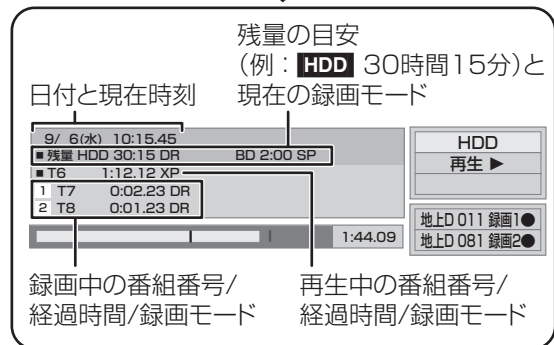 残量の目安
(例：HDD 30時間15分)と
現在の録画モード
日付と現在時刻
9/ 6(水) 10:15.45
■残量 HDD 30:15 DR BD 2:00 SP
■T6 1:12.12 XP
1 T7 0:02.23 DR
2 T8 0:01.23 DR
1:44.09
HDD
再生 ▶
地上D 011 録画1●
地上D 081 録画2●
録画中の番組番号/
経過時間/録画モード
再生中の番組番号/
経過時間/録画モード